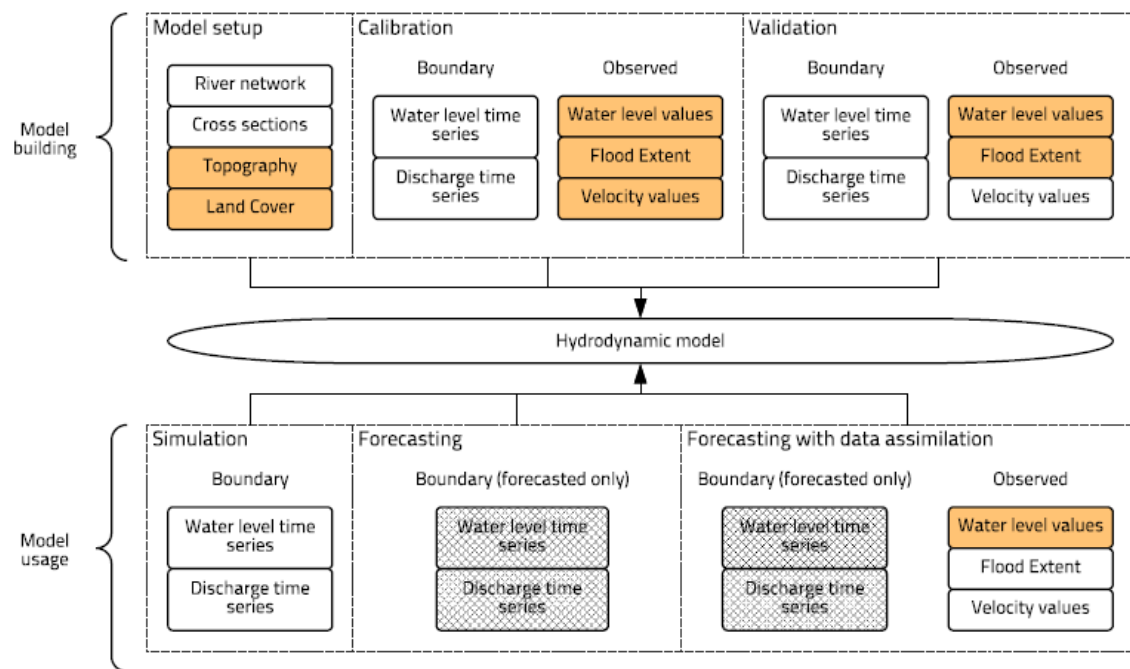 Model setup
River network
Cross sections
Topography
Land Cover
Calibration
Boundary
Water level time
series
Discharge time
series
Observed
Water level values
Flood Extent
Velocity values
Validation
Boundary
Water level time
series
Discharge time
series
Observed
Water level values
Flood Extent
Velocity values
Model
building
Hydrodynamic model
Model
usage
Simulation
Boundary
Water level time
series
Discharge time
series
Forecasting
Boundary (forecasted only)
Water level time
series
Discharge time
series
Forecasting with data assimilation
Boundary (forecasted only)
Water level time
series
Discharge time
series
Observed
Water level values
Flood Extent
Velocity values